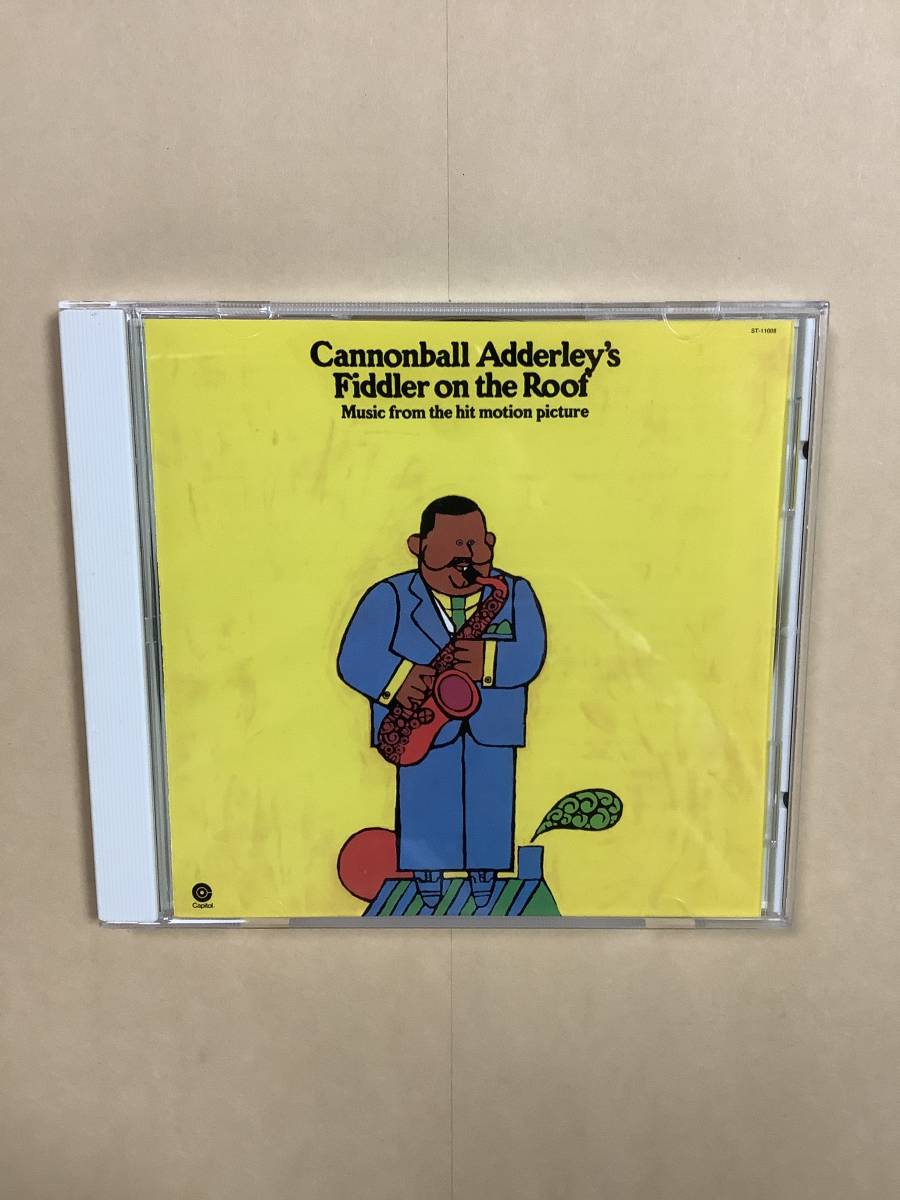 ST-11008
Cannonball Adderley's
Fiddler on the Roof
Music from the hit motion picture
Capitol